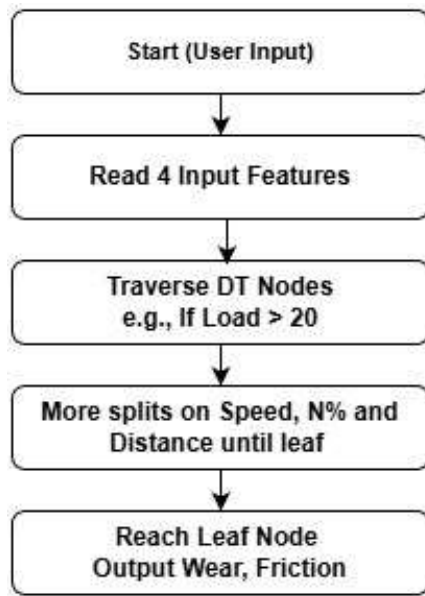 Start (User Input)
Read 4 Input Features
Traverse DT Nodes
e.g., If Load > 20
More splits on Speed, N% and
Distance until leaf
Reach Leaf Node
Output Wear, Friction